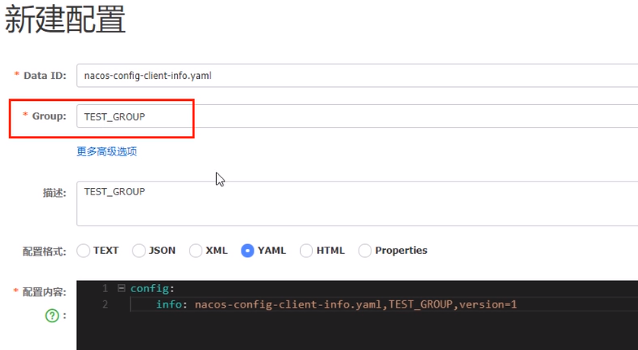 新建配置
* Data ID: nacos-config-client-info.yaml
* Group: TEST_GROUP
更多高级选项
描述: TEST_GROUP
配置格式: TEXT JSON XML YAML HTML Properties
* 配置内容: 1 config:
? : 2 info: nacos-config-client-info.yaml,TEST_GROUP,version=1